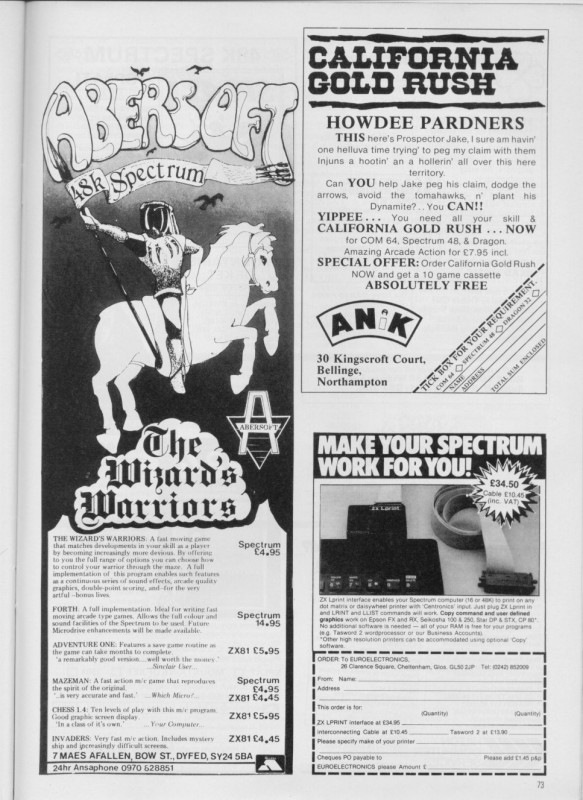 ABERSOFT
48k Spectrum
ABERSOFT
The
Wizard's
Warriors
THE WIZARD'S WARRIORS: A fast moving game
that matches developments in your skill as a player
by becoming increasingly more devious. By offering
to you the full range of options you can choose how
to control your warrior through the maze. A full
implementation of this program enables such features
as a continuous series of sound effects, arcade quality
graphics, double-point scoring, and-for the very
artful-bonus lives.
Spectrum
£4.95
FORTH. A full implementation. Ideal for writing fast
moving arcade type games. Allows the full colour and
sound facilities of the Spectrum to be used. Future
Microdrive enhancements will be made available.
Spectrum
14.95
ADVENTURE ONE: Features a save game routine as
the game can take months to complete.
"a remarkably good version....well worth the money."
...Sinclair User...
ZX81 £5.95
MAZEMAN: A fast action m/c game that reproduces
the spirit of the original.
"..is very accurate and fast." ...Which Micro?...
Spectrum
£4.95
ZX81 £4.45
CHESS 1.4: Ten levels of play with this m/c program.
Good graphic screen display.
"In a class of it's own." ... Your Computer...
ZX81 £5.95
INVADERS: Very fast m/c action. Includes mystery
ship and increasingly difficult screens.
ZX81 £4.45
7 MAES AFALLEN, BOW ST., DYFED, SY24 5BA
24hr Ansaphone 0970 828851
CALIFORNIA
GOLD RUSH
HOWDEE PARDNERS
THIS here's Prospector Jake, I sure am havin'
one helluva time trying' to peg my claim with them
Injuns a hootin' an a hollerin' all over this here
territory.
Can YOU help Jake peg his claim, dodge the
arrows, avoid the tomahawks, n' plant his
Dynamite?.. You CAN!!
YIPPEE... You need all your skill &
CALIFORNIA GOLD RUSH ... NOW
for COM 64, Spectrum 48, & Dragon.
Amazing Arcade Action for £7.95 incl.
SPECIAL OFFER: Order California Gold Rush
NOW and get a 10 game cassette
ABSOLUTELY FREE
ANIK
30 Kingscroft Court,
Bellinge,
Northampton
TICK BOX FOR YOUR REQUIREMENT.
COM 64 SPECTRUM 48 DRAGON 32
NAME
ADDRESS
TOTAL SUM ENCLOSED
MAKE YOUR SPECTRUM
WORK FOR YOU!
£34.50
Cable £10.45
(inc. VAT)
ZX Lprint
ZX Lprint interface enables your Spectrum computer (16 or 48K) to print on any
dot matrix or daisywheel printer with 'Centronics' input. Just plug ZX Lprint in
and LRINT and LLIST commands will work. Copy command and user defined
graphics work on Epson FX and RX, Seikosha 100 & 250, Star DP & STX, CP 80*.
No additional software is needed — all of your RAM is free for your programs
(e.g. Tasword 2 wordprocessor or our Business Accounts).
*Other high resolution printers can be accommodated using optional 'Copy'
software.
ORDER: To EUROELECTRONICS,
26 Clarence Square, Cheltenham, Glos. GL50 2JP Tel: (0242) 852009
From: Name:
Address
This order is for:
(Quantity) (Quantity)
ZX LPRINT interface at £34.95
interconnecting Cable at £10.45 Tasword 2 at £13.90
Please specify make of your printer
Cheques PO payable to Please add £1.45 p&p
EUROELECTRONICS please Amount £
73